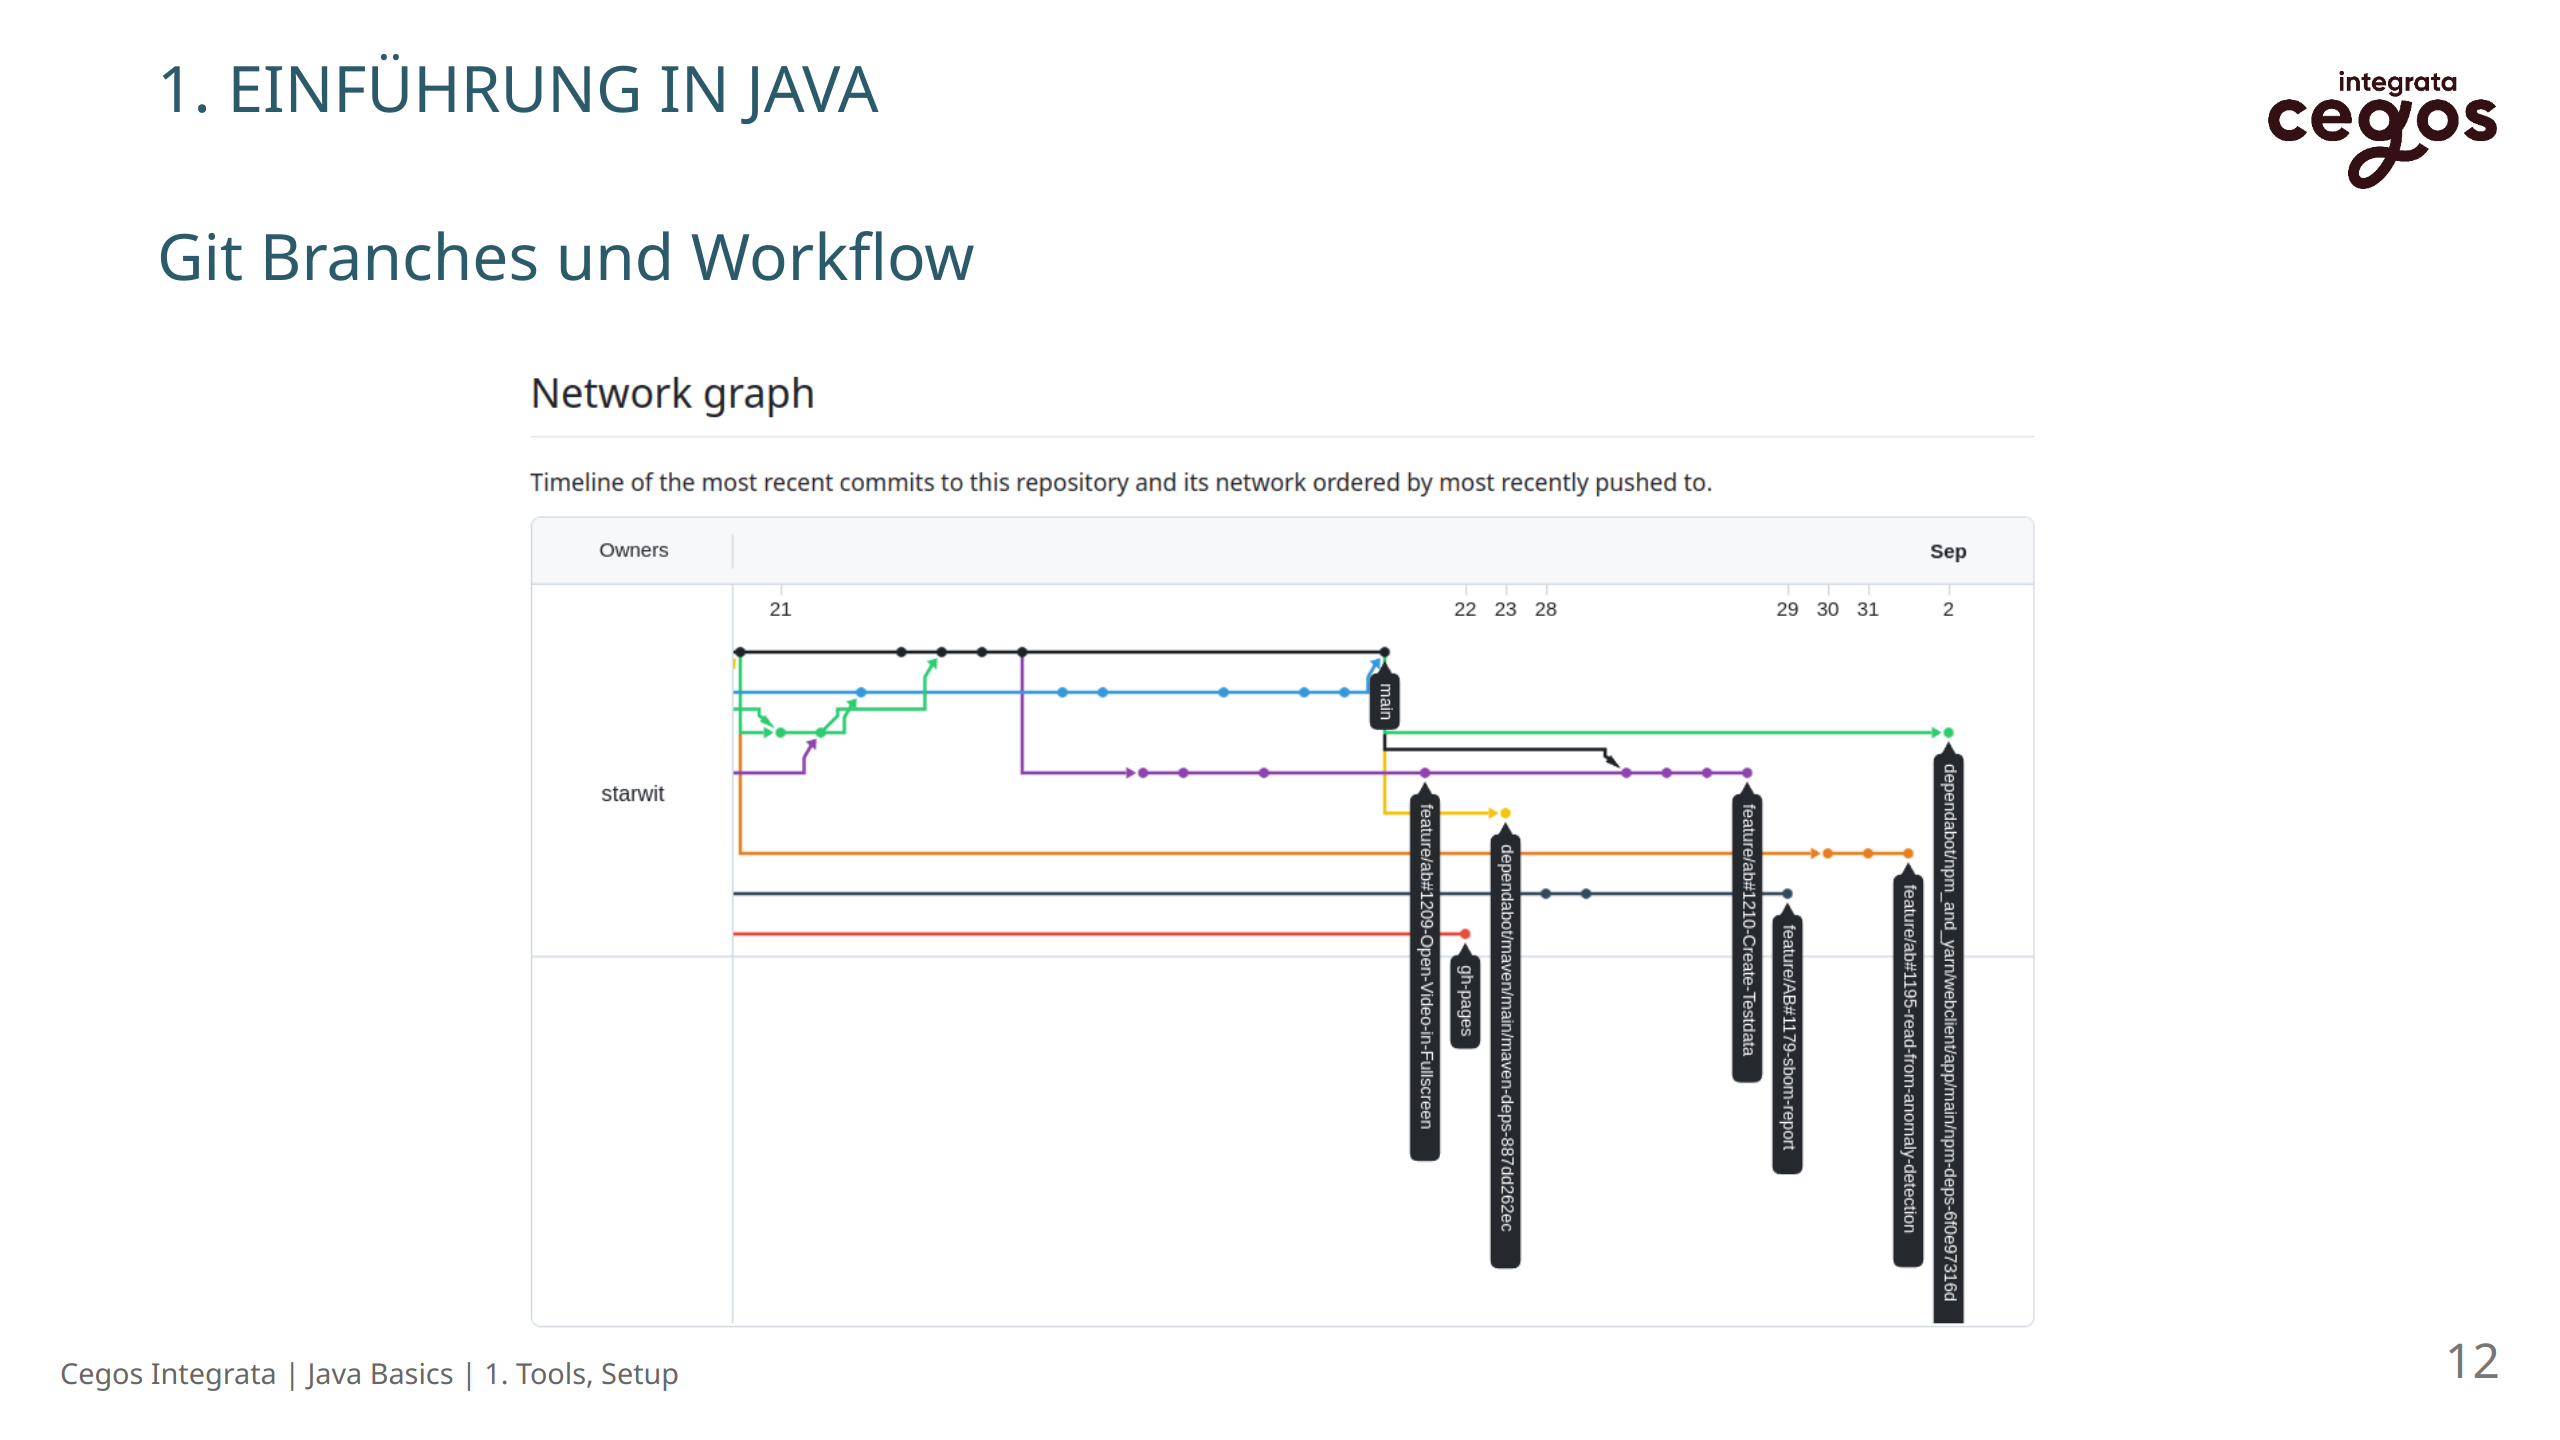 1. EINFÜHRUNG IN JAVA
integrata
cegos
Git Branches und Workflow
Network graph
Timeline of the most recent commits to this repository and its network ordered by most recently pushed to.
Owners
Sep
21
22
23
28
29
30
31
2
starwit
main
feature/ab#1209-Open-Video-in-Fullscreen
gh-pages
dependabot/maven/main/maven-deps-887dd262ec
feature/ab#1210-Create-Testdata
feature/AB#1179-sbom-report
feature/ab#1195-read-from-anomaly-detection
dependabot/npm_and_yarn/webclient/app/main/npm-deps-6f0e97316d
Cegos Integrata | Java Basics | 1. Tools, Setup
12